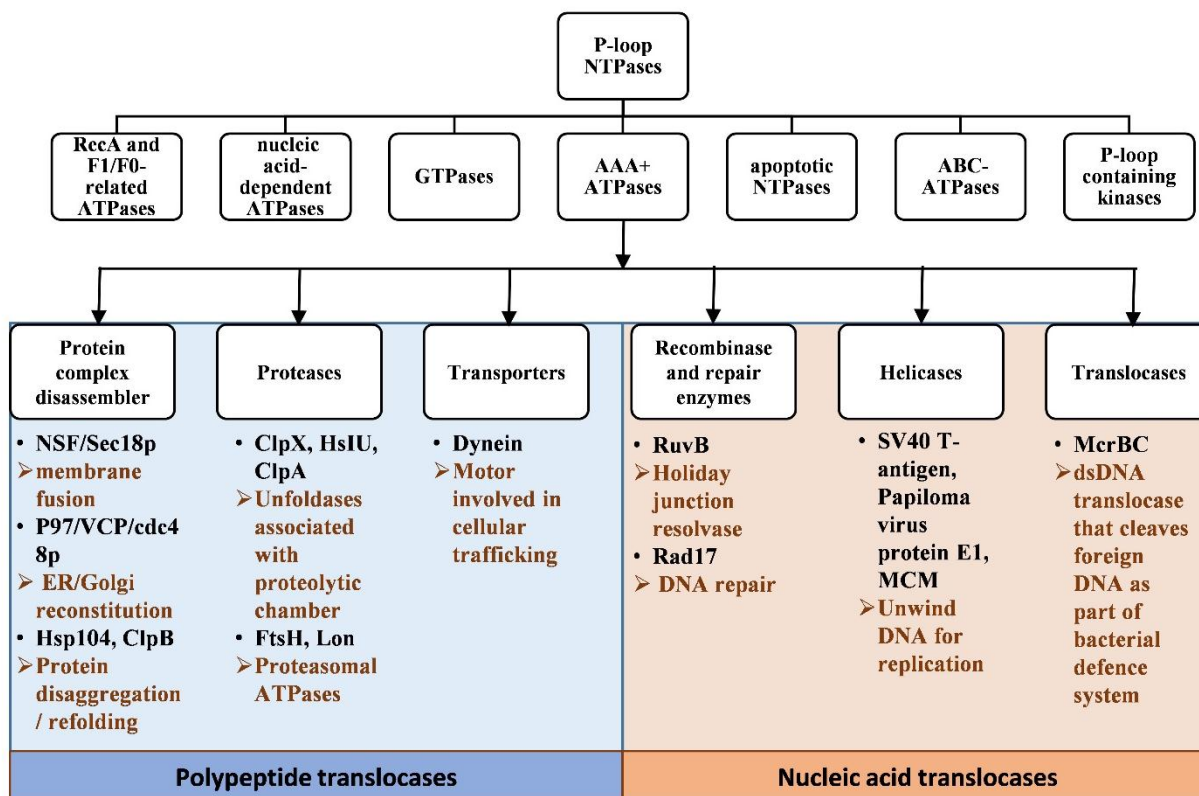 P-loop
NTPases
RecA and
F1/F0-
related
ATPases
nucleic
acid-
dependent
ATPases
GTPases
AAA+
ATPases
apoptotic
NTPases
ABC-
ATPases
P-loop
containing
kinases
Protein
complex
disassembler
• NSF/Sec18p
➢membrane
fusion
• P97/VCP/cdc4
8p
➢ ER/Golgi
reconstitution
• Hsp104, ClpB
➢Protein
disaggregation
/ refolding
Proteases
• ClpX, HsIU,
ClpA
➢Unfoldases
associated
with
proteolytic
chamber
• FtsH, Lon
➢Proteasomal
ATPases
Transporters
• Dynein
➢Motor
involved in
cellular
trafficking
Recombinase
and repair
enzymes
• RuvB
➢Holiday
junction
resolvase
• Rad17
➢ DNA repair
Helicases
• SV40 T-
antigen,
Papiloma
virus
protein E1,
MCM
➢Unwind
DNA for
replication
Translocases
• McrBC
➢dsDNA
translocase
that cleaves
foreign
DNA as
part of
bacterial
defence
system
Polypeptide translocases
Nucleic acid translocases